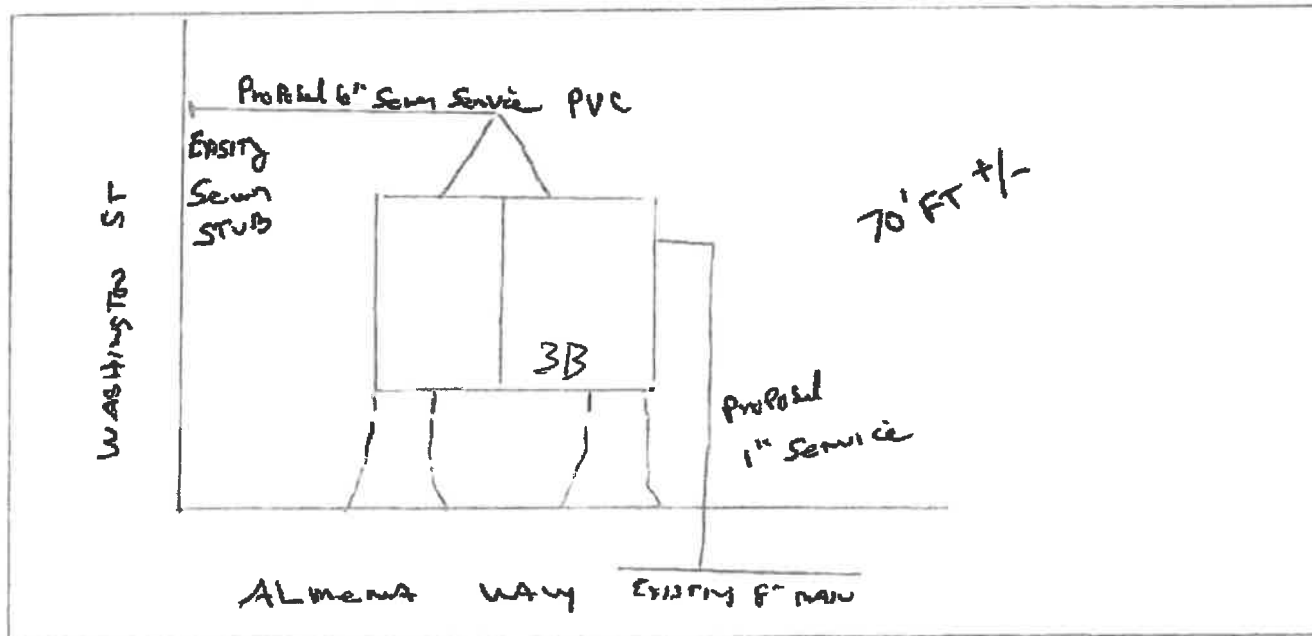 Proposed 6" Sewer Service PVC
EXSITY
Sewer
STUB
70' FT +/-
WASHINGTON ST
3B
Proposed
1" Service
ALMENA WAY
EXISTING 8" MAIN